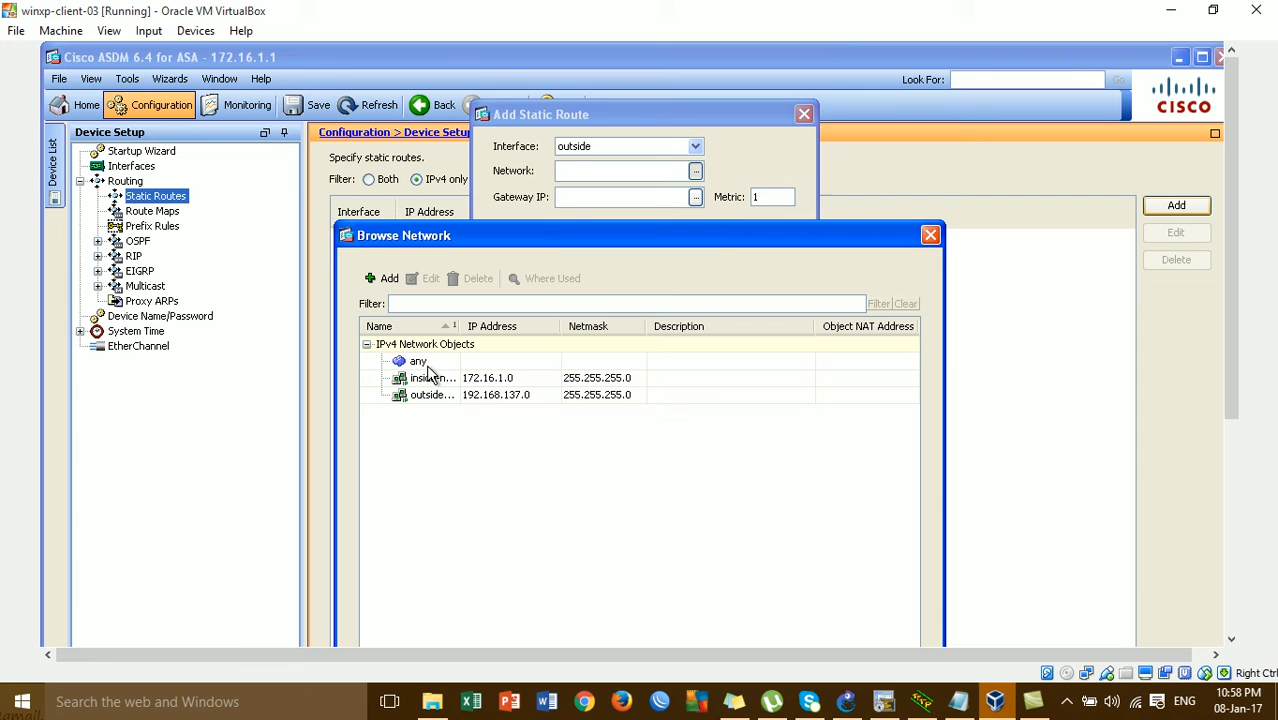 winxp-client-03 [Running] - Oracle VM VirtualBox
File Machine View Input Devices Help
Cisco ASDM 6.4 for ASA - 172.16.1.1
File View Tools Wizards Window Help Look For: Go
Home Configuration Monitoring Save Refresh Back
CISCO
Device List
Device Setup
Startup Wizard
Interfaces
Routing
Static Routes
Route Maps
Prefix Rules
OSPF
RIP
EIGRP
Multicast
Proxy ARPs
Device Name/Password
System Time
EtherChannel
Configuration > Device Setu
Specify static routes.
Filter: Both IPv4 only
Interface IP Address
Add
Edit
Delete
Add Static Route
Interface: outside
Network: ...
Gateway IP: ... Metric: 1
Browse Network
Add Edit Delete Where Used
Filter: Filter Clear
Name 1 IP Address Netmask Description Object NAT Address
IPv4 Network Objects
any
172.16.1.0 255.255.255.0
outside... 192.168.137.0 255.255.255.0
Right Ctrl
Search the web and Windows
ENG
10:58 PM
08-Jan-17